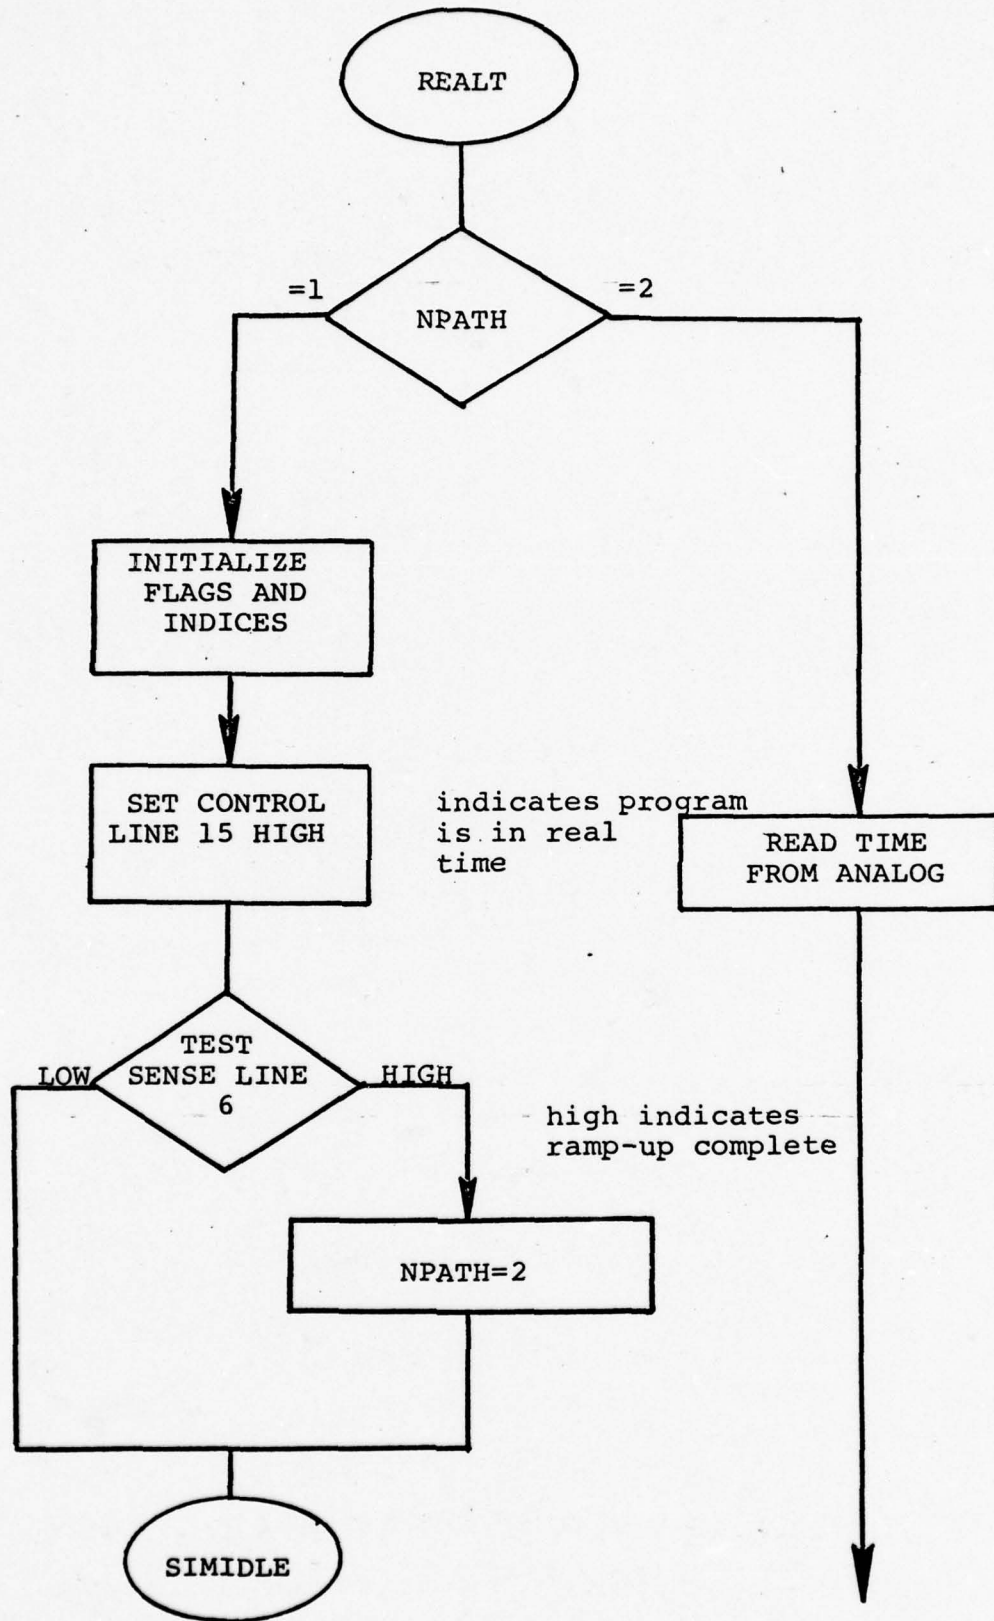 REALT
=1
=2
NPATH
INITIALIZE
FLAGS AND
INDICES
SET CONTROL
LINE 15 HIGH
indicates program
is in real
time
READ TIME
FROM ANALOG
TEST
LOW
SENSE LINE
HIGH
6
high indicates
ramp-up complete
NPATH=2
SIMIDLE